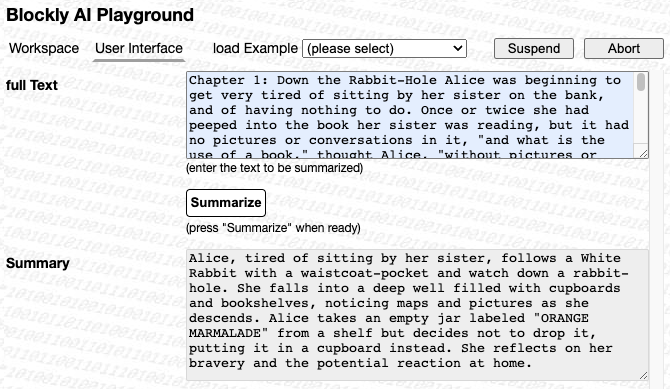 Blockly AI Playground
Workspace User Interface load Example (please select) Suspend Abort
full Text
Chapter 1: Down the Rabbit-Hole Alice was beginning to
get very tired of sitting by her sister on the bank,
and of having nothing to do. Once or twice she had
peeped into the book her sister was reading, but it had
no pictures or conversations in it, "and what is the
use of a book," thought Alice, "without pictures or
(enter the text to be summarized)
Summarize
(press "Summarize" when ready)
Summary
Alice, tired of sitting by her sister, follows a White
Rabbit with a waistcoat-pocket and watch down a rabbit-
hole. She falls into a deep well filled with cupboards
and bookshelves, noticing maps and pictures as she
descends. Alice takes an empty jar labeled "ORANGE
MARMALADE" from a shelf but decides not to drop it,
putting it in a cupboard instead. She reflects on her
bravery and the potential reaction at home.